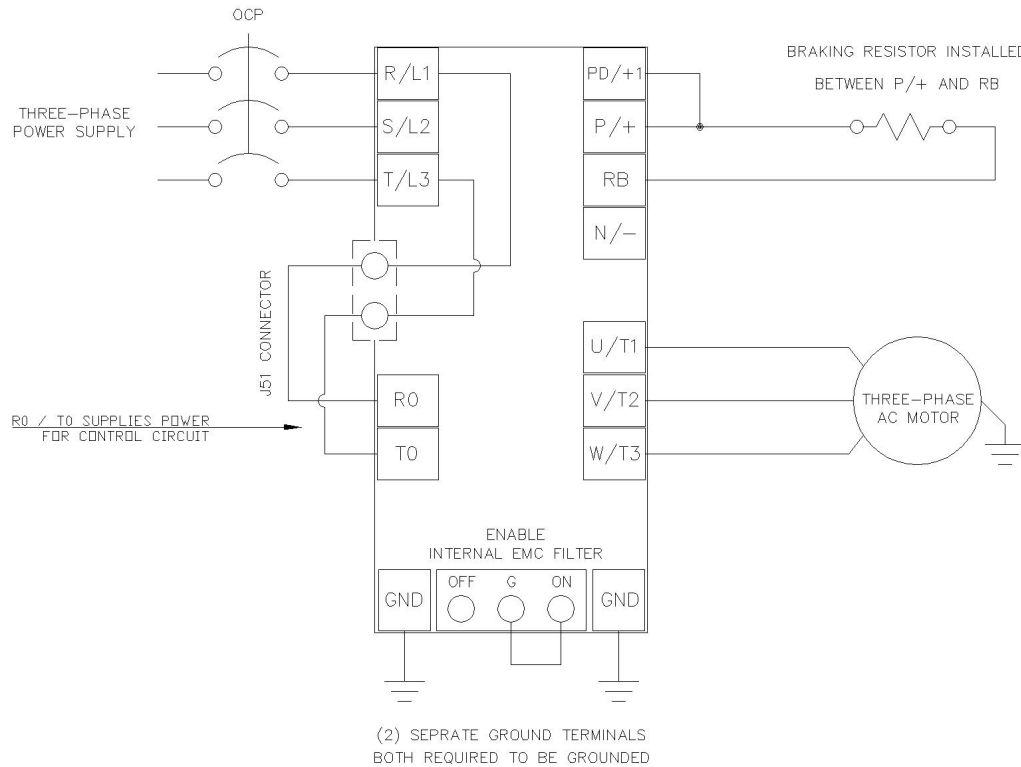 OCP
BRAKING RESISTOR INSTALLED
BETWEEN P/+ AND RB
THREE-PHASE
POWER SUPPLY
R/L1
S/L2
T/L3
PD/+1
P/+
RB
N/-
J51 CONNECTOR
U/T1
V/T2
W/T3
THREE-PHASE
AC MOTOR
R0
T0
R0 / T0 SUPPLIES POWER
FOR CONTROL CIRCUIT
ENABLE
INTERNAL EMC FILTER
GND
OFF G ON
GND
(2) SEPRATE GROUND TERMINALS
BOTH REQUIRED TO BE GROUNDED